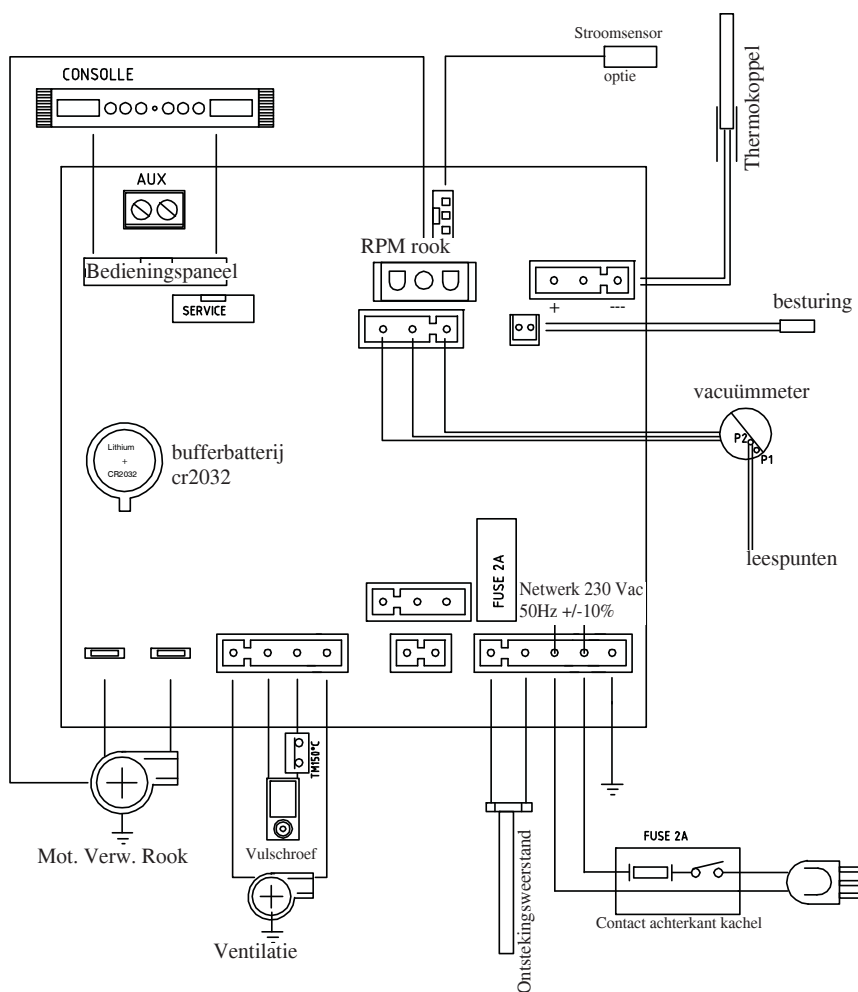 Stroomsensor
optie
CONSOLLE
Thermokoppel
AUX
RPM rook
Bedieningspaneel
SERVICE
+
---
besturing
vacuümmeter
P2
P1
Lithium
+
CR2032
bufferbatterij
cr2032
leespunten
FUSE 2A
Netwerk 230 Vac
50Hz +/-10%
TM150°C
Mot. Verw. Rook
Vulschroef
Ventilatie
Ontstekingsweerstand
FUSE 2A
Contact achterkant kachel